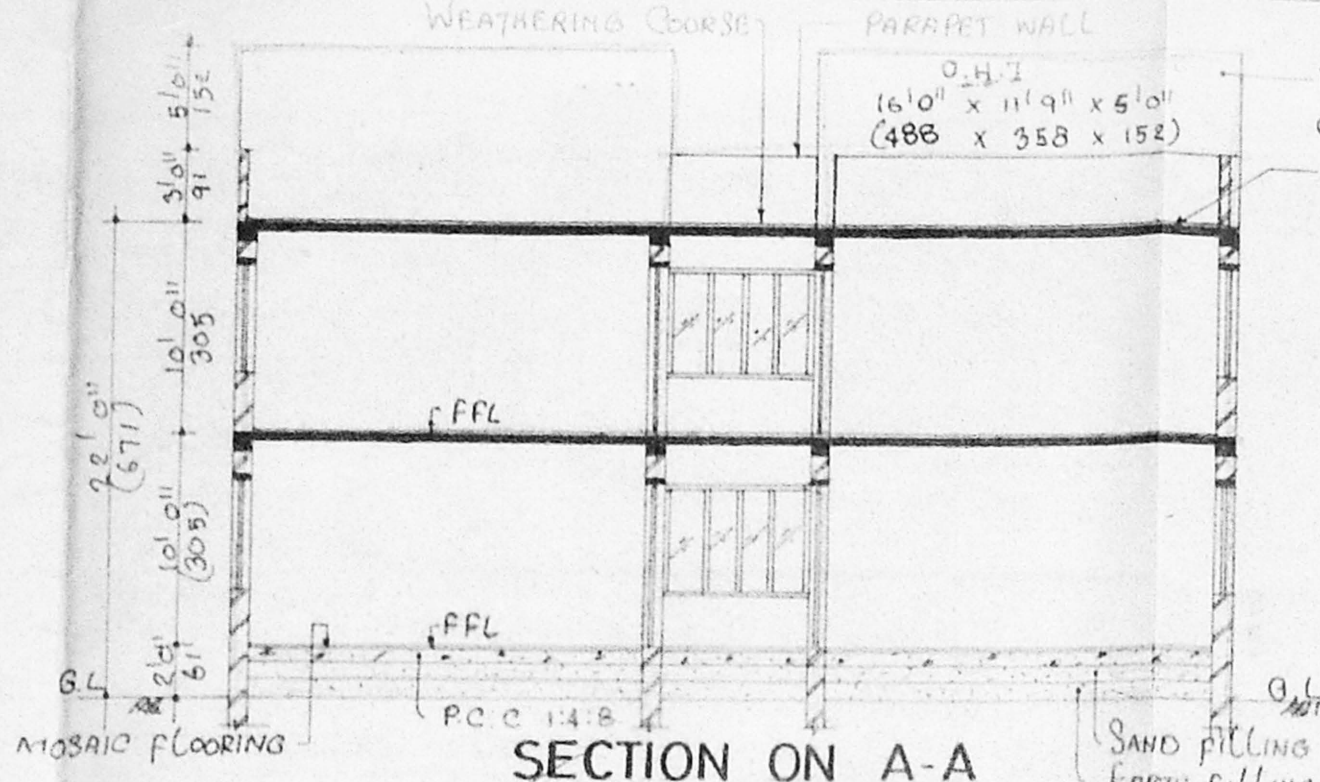 WEATHERING COORSE
PARAPET WALL
O.H.T
16'0" x 11'9" x 5'0"
(488 x 358 x 152)
5'0"
152
3'0"
91
10'0"
305
22'0"
(671)
10'0"
(305)
2'0"
61
FFL
FFL
G.L
P.C.C 1:4:8
MOSAIC FLOORING
SAND FILLING
SECTION ON A-A